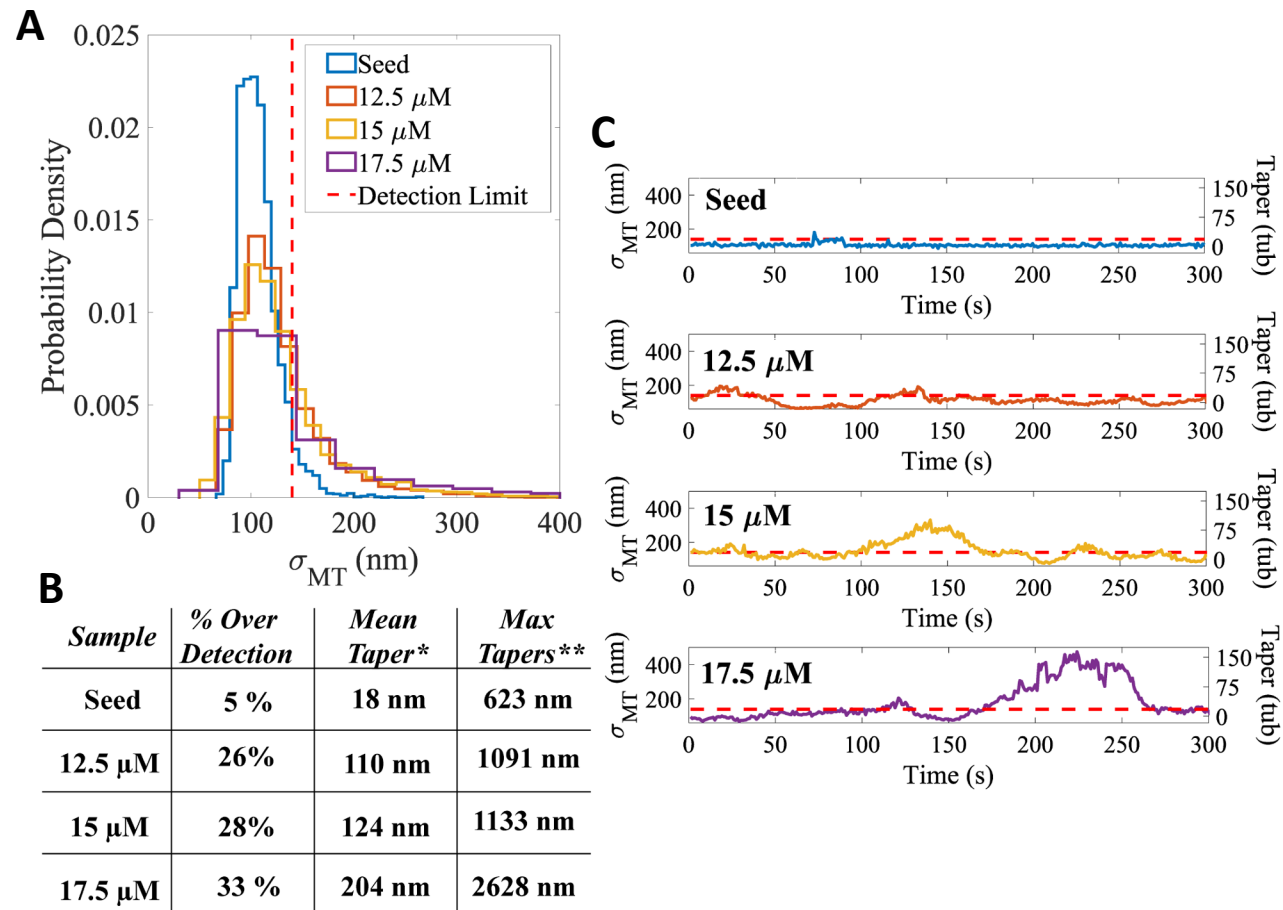 A
0.025
0.02
0.015
0.01
0.005
0
Probability Density
Seed
12.5 μM
15 μM
17.5 μM
Detection Limit
0 100 200 300 400
σMT (nm)
B
Sample % Over Detection Mean Taper* Max Tapers**
Seed 5 % 18 nm 623 nm
12.5 μM 26% 110 nm 1091 nm
15 μM 28% 124 nm 1133 nm
17.5 μM 33 % 204 nm 2628 nm
C
Seed
σMT (nm)
400
200
Taper (tub)
150
75
0
0 50 100 150 200 250 300
Time (s)
12.5 μM
σMT (nm)
400
200
Taper (tub)
150
75
0
0 50 100 150 200 250 300
Time (s)
15 μM
σMT (nm)
400
200
Taper (tub)
150
75
0
0 50 100 150 200 250 300
Time (s)
17.5 μM
σMT (nm)
400
200
Taper (tub)
150
75
0
0 50 100 150 200 250 300
Time (s)